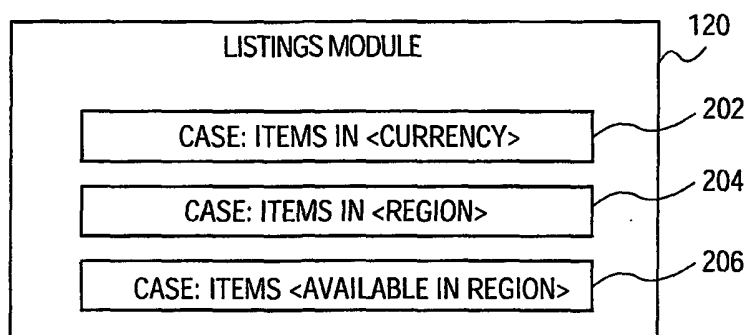 LISTINGS MODULE
120
CASE: ITEMS IN <CURRENCY>
202
CASE: ITEMS IN <REGION>
204
CASE: ITEMS <AVAILABLE IN REGION>
206